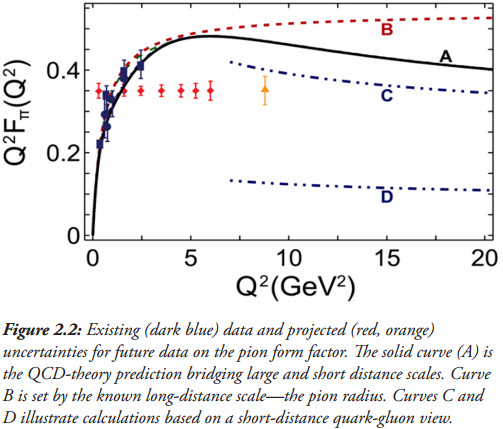 0.4
0.2
0
Q²Fπ(Q²)
B
A
C
D
0 5 10 15 20
Q²(GeV²)
Figure 2.2: Existing (dark blue) data and projected (red, orange)
uncertainties for future data on the pion form factor. The solid curve (A) is
the QCD-theory prediction bridging large and short distance scales. Curve
B is set by the known long-distance scale—the pion radius. Curves C and
D illustrate calculations based on a short-distance quark-gluon view.